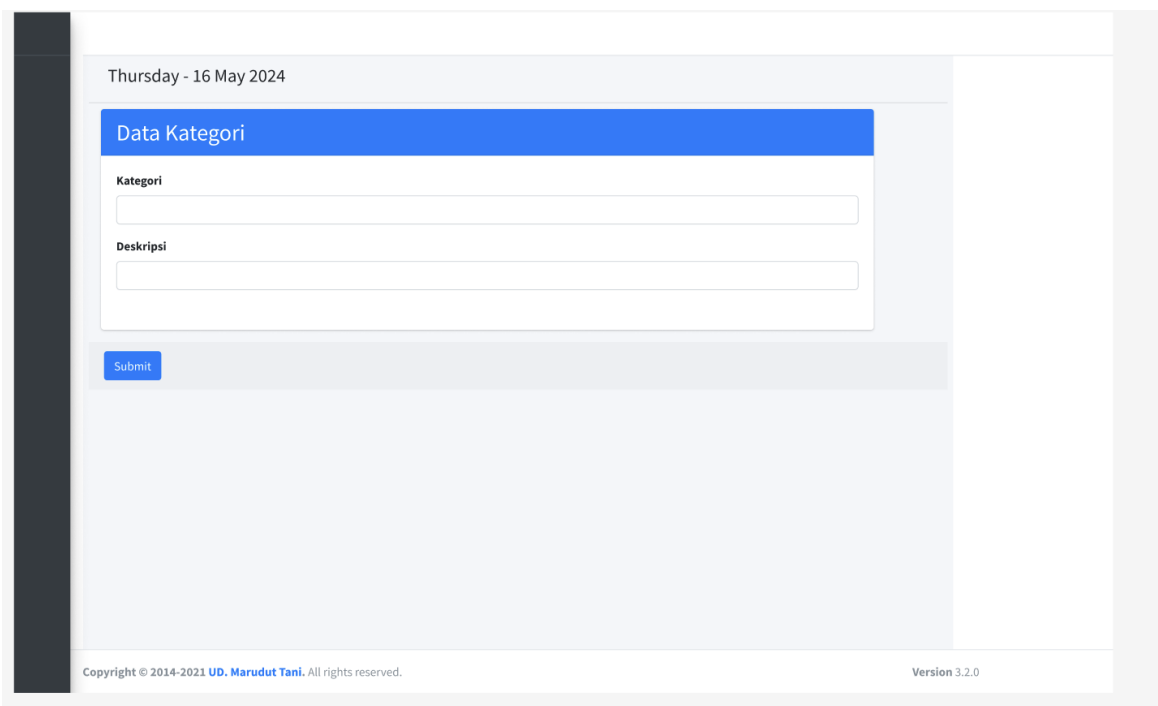 Thursday - 16 May 2024
Data Kategori
Kategori
Deskripsi
Submit
Copyright © 2014-2021 UD. Marudut Tani. All rights reserved. Version 3.2.0